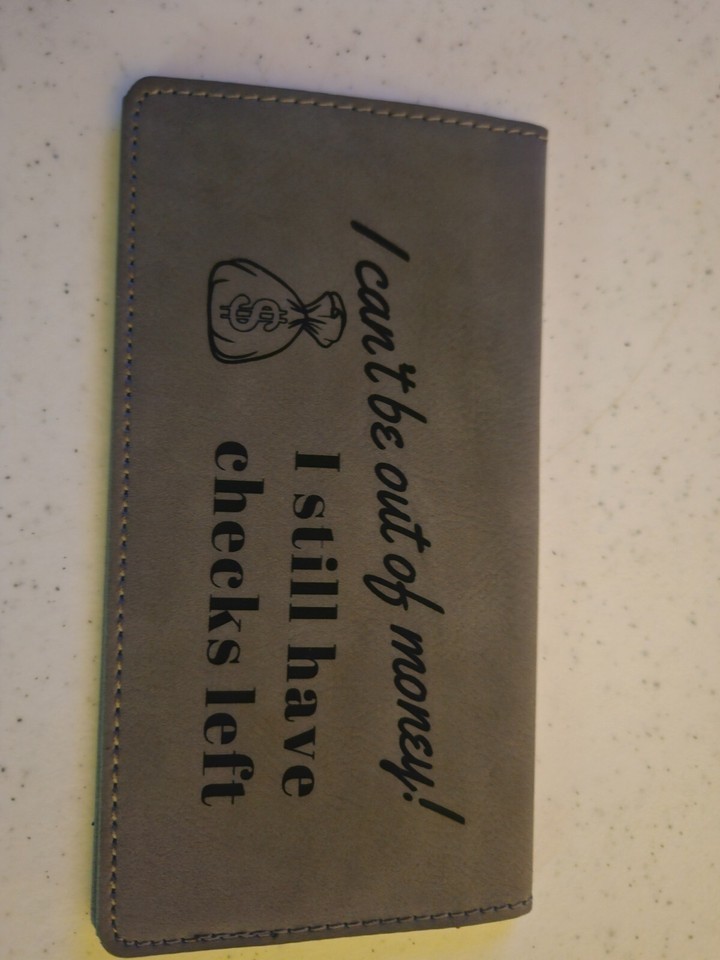 I can't be out of money!
I still have
checks left